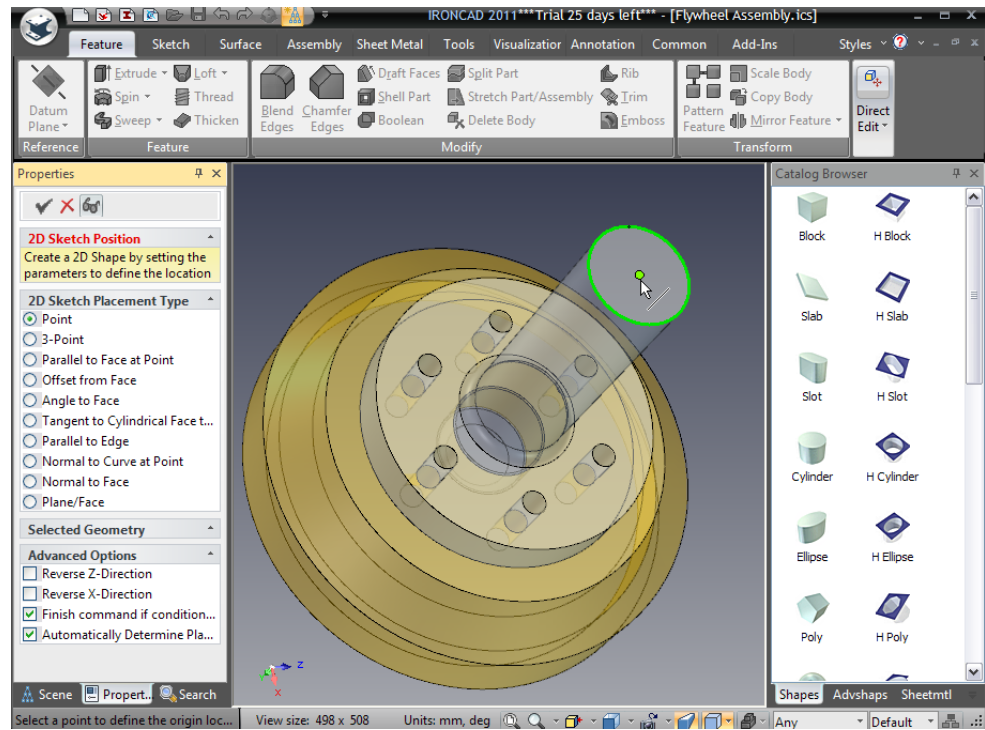 IRONCAD 2011***Trial 25 days left*** - [Flywheel Assembly.ics]
Feature Sketch Surface Assembly Sheet Metal Tools Visualization Annotation Common Add-Ins Styles
Extrude Loft Draft Faces Split Part Rib Scale Body
Spin Thread Shell Part Stretch Part/Assembly Trim Copy Body
Sweep Thicken Boolean Delete Body Emboss Mirror Feature
Datum Plane
Blend Edges
Chamfer Edges
Pattern Feature
Direct Edit
Reference Feature Modify Transform
Properties
2D Sketch Position
Create a 2D Shape by setting the
parameters to define the location
2D Sketch Placement Type
Point
3-Point
Parallel to Face at Point
Offset from Face
Angle to Face
Tangent to Cylindrical Face t...
Parallel to Edge
Normal to Curve at Point
Normal to Face
Plane/Face
Selected Geometry
Advanced Options
Reverse Z-Direction
Reverse X-Direction
Finish command if condition...
Automatically Determine Pla...
Scene Propert... Search
z
x
Catalog Browser
Block H Block
Slab H Slab
Slot H Slot
Cylinder H Cylinder
Ellipse H Ellipse
Poly H Poly
Shapes Advshaps Sheetmtl
Select a point to define the origin loc... View size: 498 x 508 Units: mm, deg Any Default